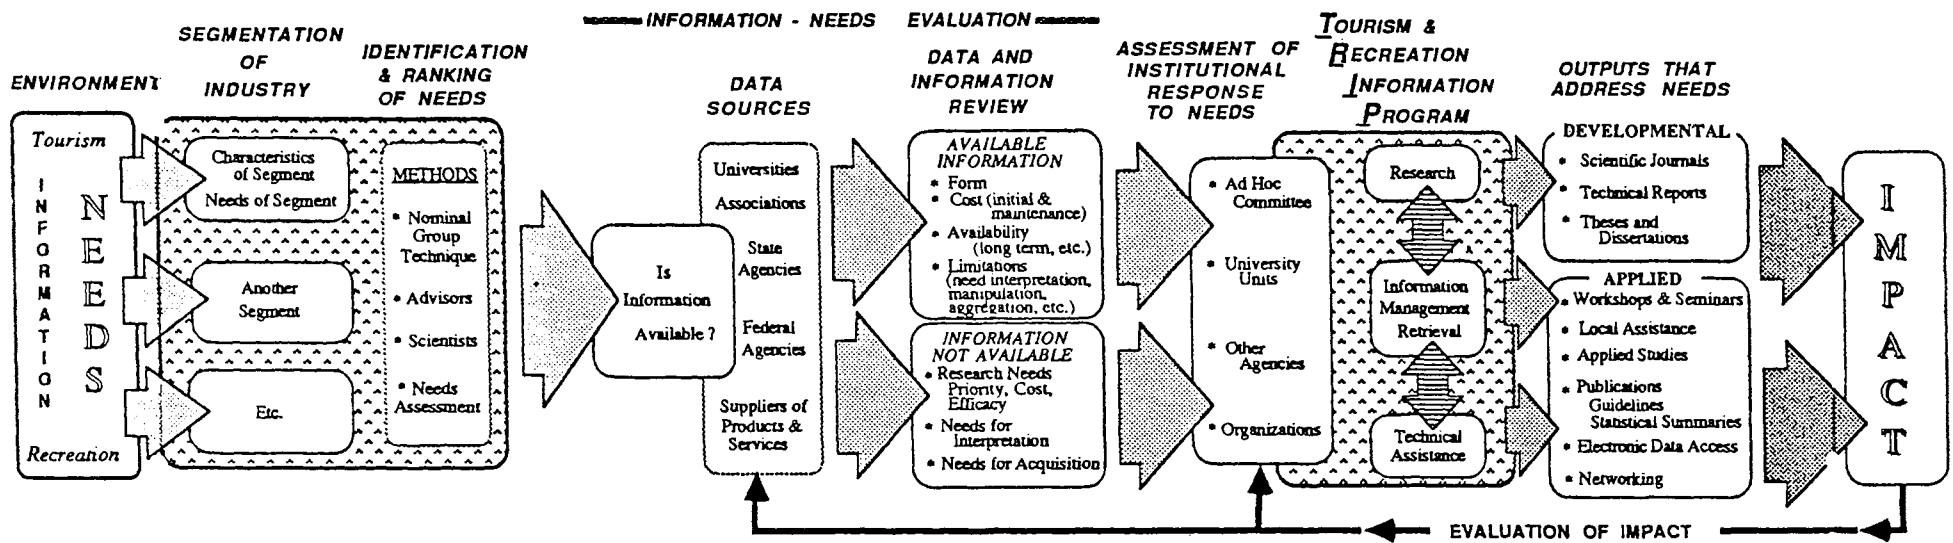 INFORMATION - NEEDS EVALUATION
ENVIRONMENT
Tourism
INFORMATION
NEEDS
Recreation
SEGMENTATION
OF
INDUSTRY
Characteristics
of Segment
Needs of Segment
Another
Segment
Etc.
IDENTIFICATION
& RANKING
OF NEEDS
METHODS
* Nominal
Group
Technique
* Advisors
* Scientists
* Needs
Assessment
Is
Information
Available ?
DATA
SOURCES
Universities
Associations
State
Agencies
Federal
Agencies
Suppliers of
Products &
Services
DATA AND
INFORMATION
REVIEW
AVAILABLE
INFORMATION
* Form
* Cost (initial &
maintenance)
* Availability
(long term, etc.)
* Limitations
(need interpretation,
manipulation,
aggregation, etc.)
INFORMATION
NOT AVAILABLE
* Research Needs
Priority, Cost,
Efficacy
* Needs for
Interpretation
* Needs for Acquisition
ASSESSMENT OF
INSTITUTIONAL
RESPONSE
TO NEEDS
* Ad Hoc
Committee
* University
Units
* Other
Agencies
* Organizations
TOURISM &
RECREATION
INFORMATION
PROGRAM
Research
Information
Management
Retrieval
Technical
Assistance
OUTPUTS THAT
ADDRESS NEEDS
DEVELOPMENTAL
* Scientific Journals
* Technical Reports
* Theses and
Dissertations
APPLIED
* Workshops & Seminars
* Local Assistance
* Applied Studies
* Publications
Guidelines
Statistical Summaries
* Electronic Data Access
* Networking
IMPACT
EVALUATION OF IMPACT